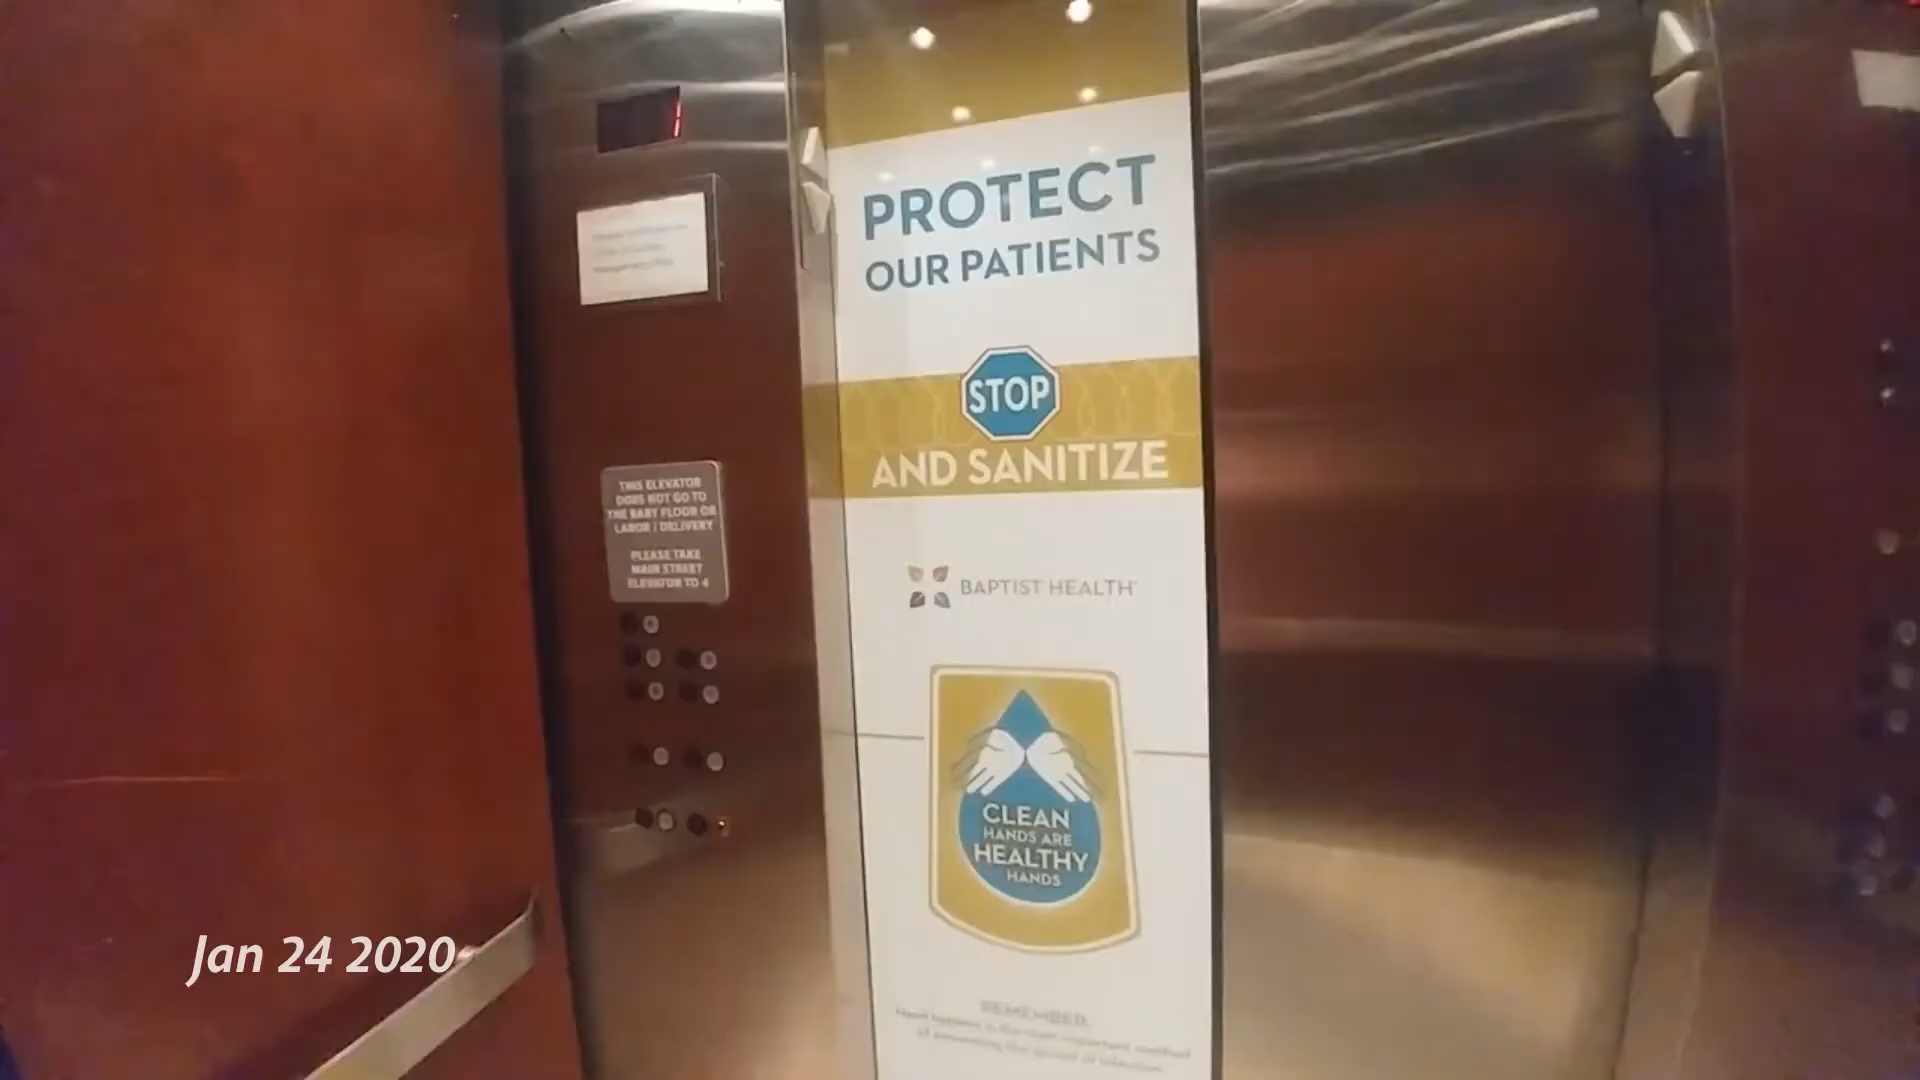 PROTECT
OUR PATIENTS
STOP
AND SANITIZE
BAPTIST HEALTH
CLEAN
HANDS ARE
HEALTHY
HANDS
REMEMBER:
THIS ELEVATOR
DOES NOT GO TO
THE BABY FLOOR OR
LABOR / DELIVERY
PLEASE TAKE
MAIN STREET
ELEVATOR TO 4
Jan 24 2020